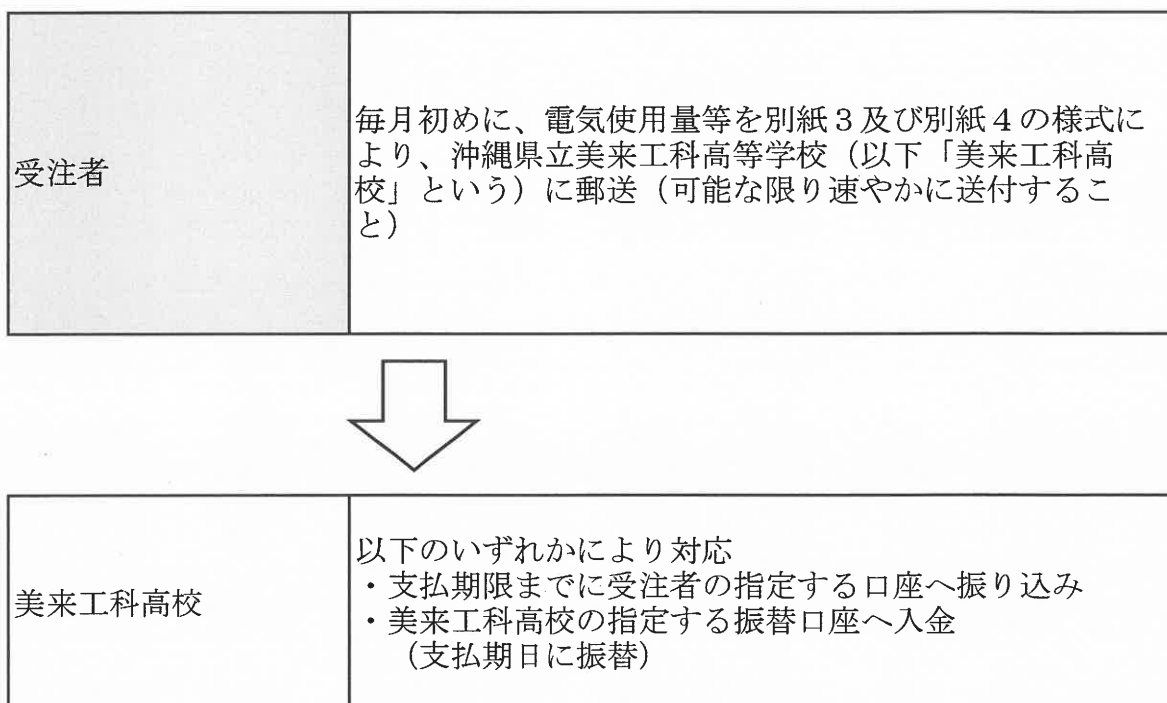 受注者
毎月初めに、電気使用量等を別紙３及び別紙４の様式に
より、沖縄県立美来工科高等学校（以下「美来工科高
校」という）に郵送（可能な限り速やかに送付するこ
と）
美来工科高校
以下のいずれかにより対応
・支払期限までに受注者の指定する口座へ振り込み
・美来工科高校の指定する振替口座へ入金
（支払期日に振替）